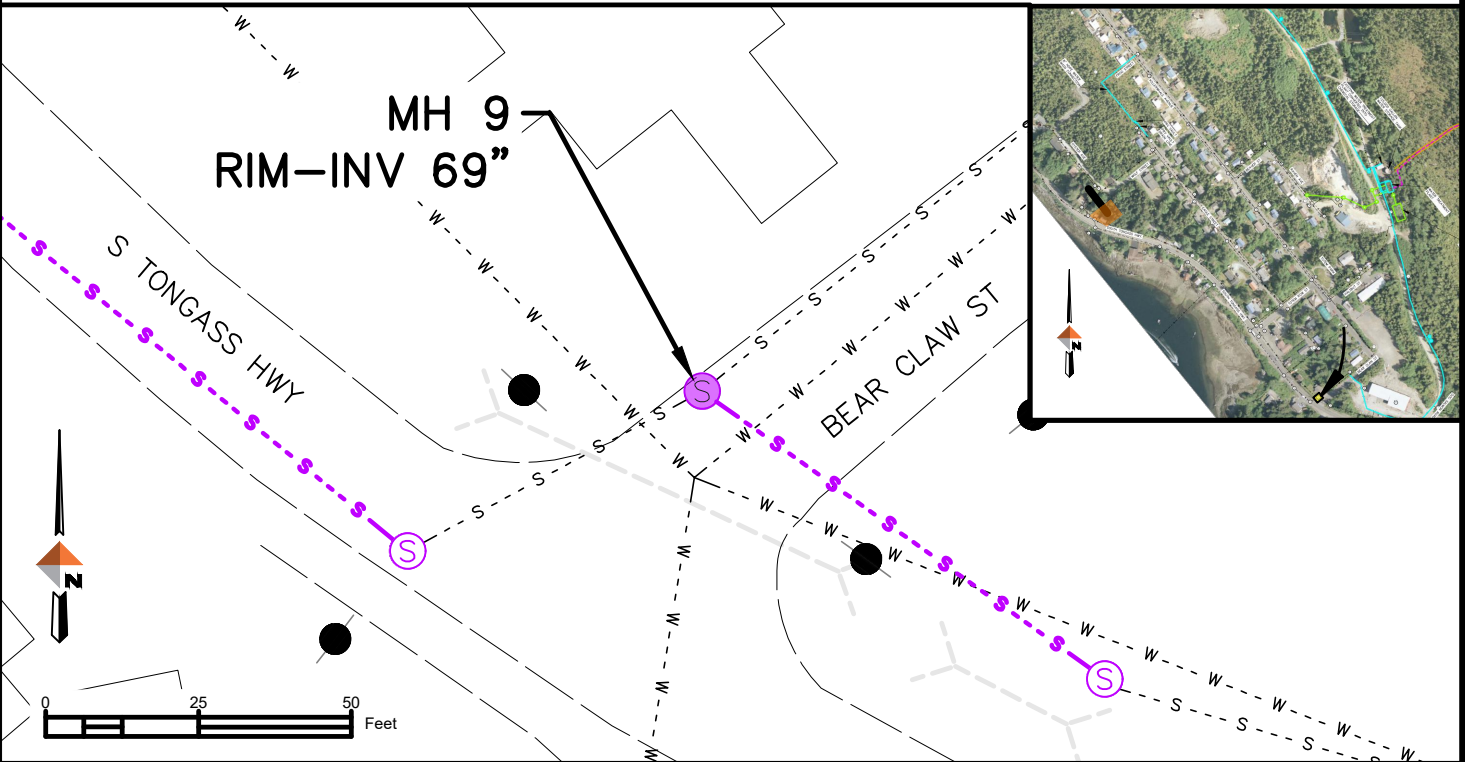 MH 9
RIM-INV 69”
S TONGASS HWY
BEAR CLAW ST
N
N
0 25 50
Feet
W W W W W W W W W W W W W W W W W W W W W W W W W W W W W
S S S S S S S S S S S S S S S S S S S S S S S S S S S S